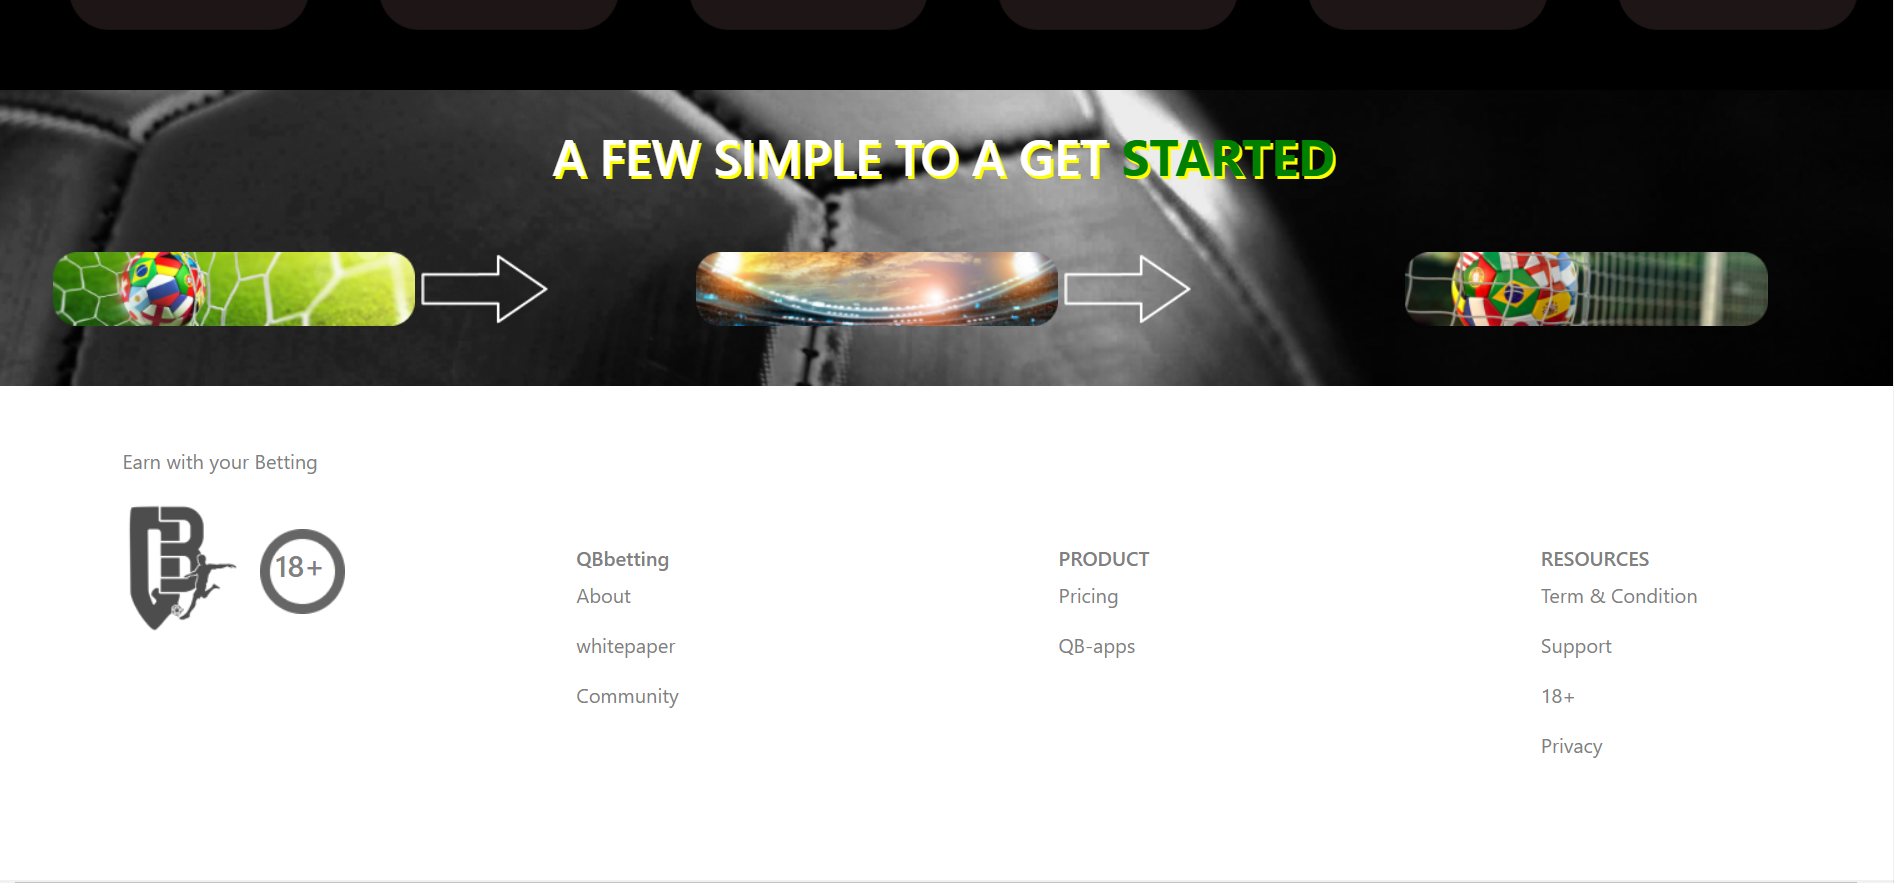 A FEW SIMPLE TO A GET STARTED
Earn with your Betting
18+
QBbetting
About
whitepaper
Community
PRODUCT
Pricing
QB-apps
RESOURCES
Term & Condition
Support
18+
Privacy